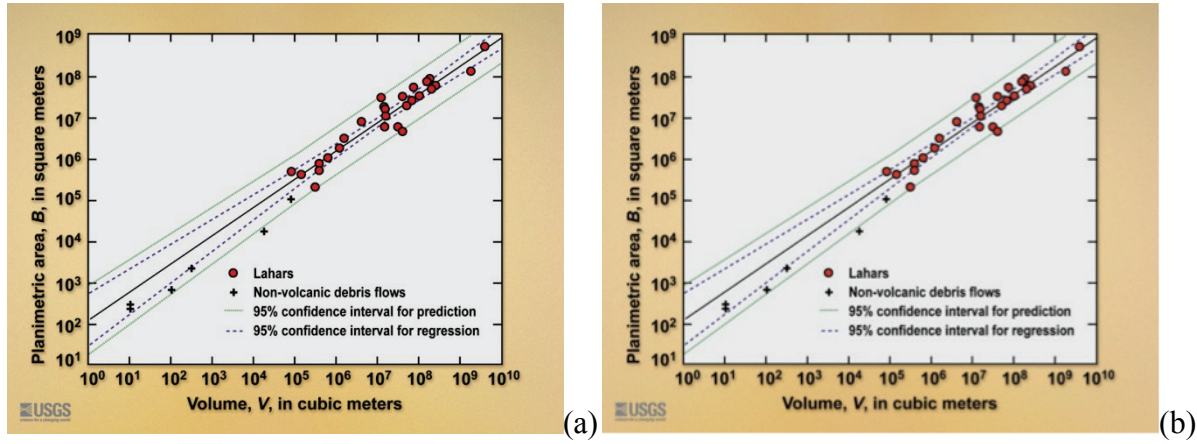 Planimetric area, B, in square meters
10⁹
10⁸
10⁷
10⁶
10⁵
10⁴
10³
10²
10¹
Lahars
Non-volcanic debris flows
95% confidence interval for prediction
95% confidence interval for regression
10⁰ 10¹ 10² 10³ 10⁴ 10⁵ 10⁶ 10⁷ 10⁸ 10⁹ 10¹⁰
Volume, V, in cubic meters
USGS
(a)
Planimetric area, B, in square meters
10⁹
10⁸
10⁷
10⁶
10⁵
10⁴
10³
10²
10¹
Lahars
Non-volcanic debris flows
95% confidence interval for prediction
95% confidence interval for regression
10⁰ 10¹ 10² 10³ 10⁴ 10⁵ 10⁶ 10⁷ 10⁸ 10⁹ 10¹⁰
Volume, V, in cubic meters
USGS
(b)